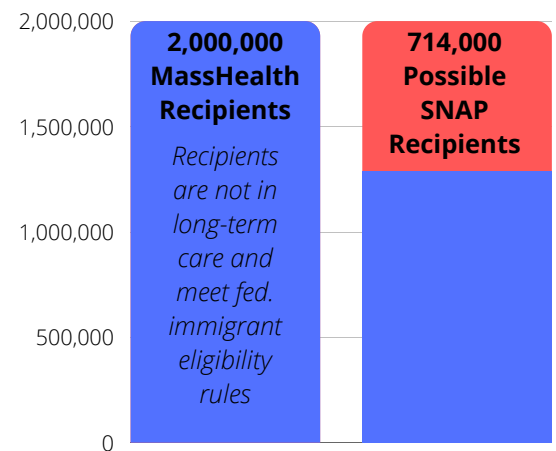 2,000,000
1,500,000
1,000,000
500,000
0
2,000,000
MassHealth
Recipients
Recipients
are not in
long-term
care and
meet fed.
immigrant
eligibility
rules
714,000
Possible
SNAP
Recipients